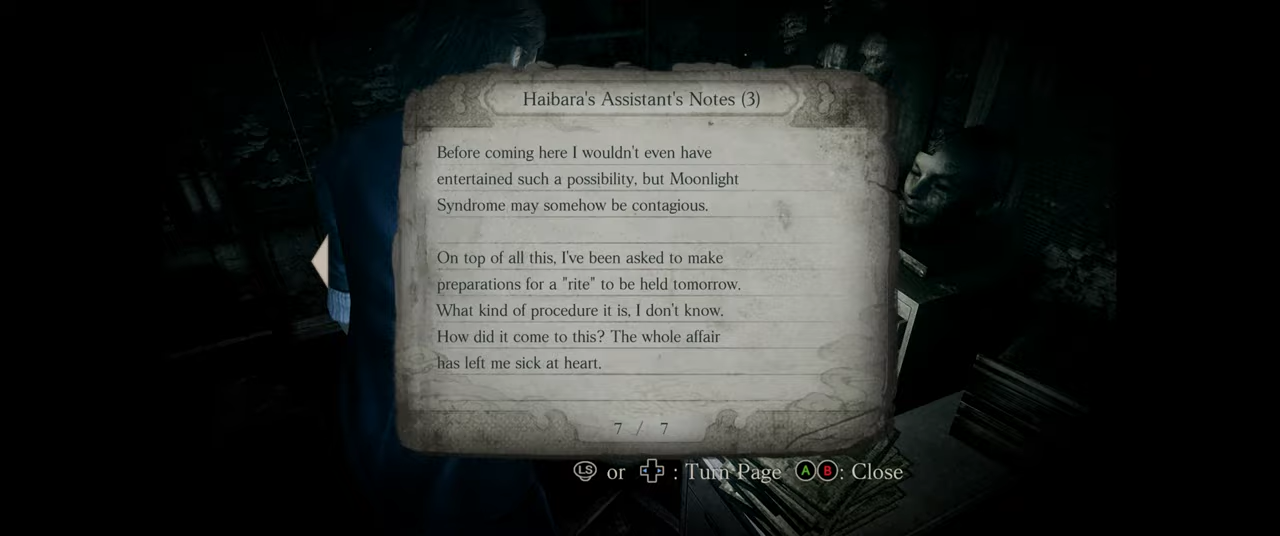 Haibara's Assistant's Notes (3)
Before coming here I wouldn't even have
entertained such a possibility, but Moonlight
Syndrome may somehow be contagious.
On top of all this, I've been asked to make
preparations for a "rite" to be held tomorrow.
What kind of procedure it is, I don't know.
How did it come to this? The whole affair
has left me sick at heart.
7 / 7
LS or : Turn Page A B : Close